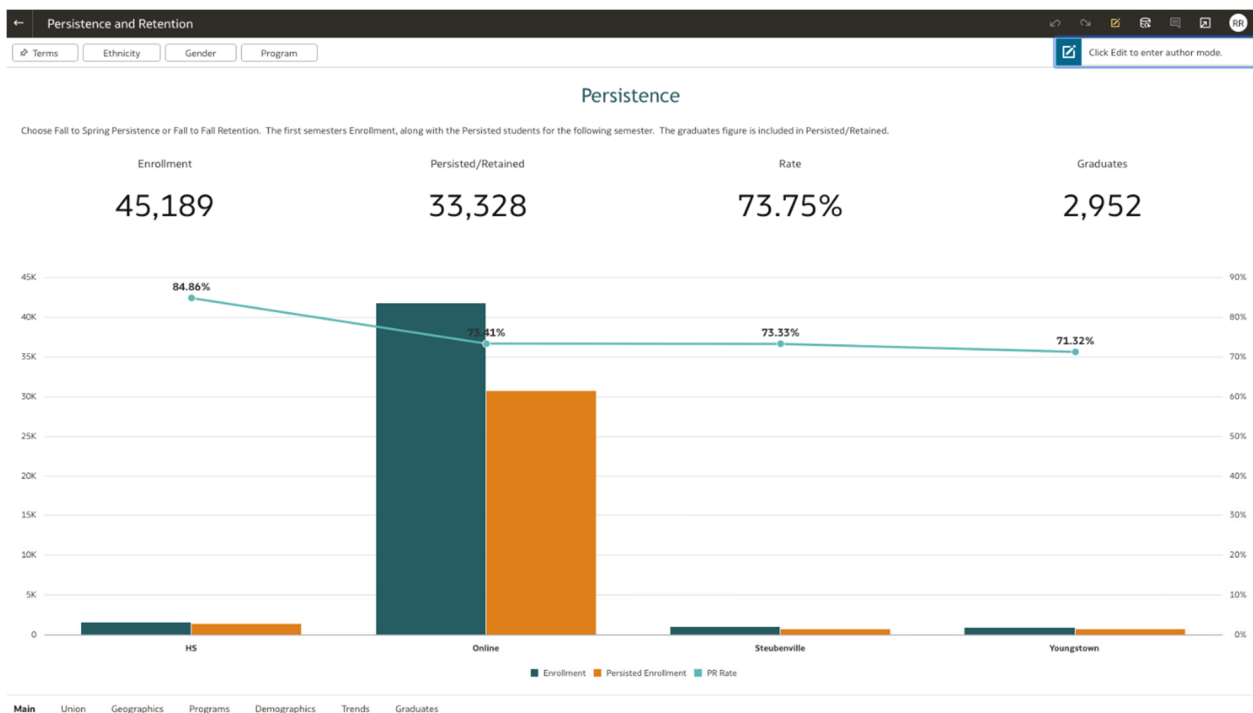 Persistence and Retention
RR
Terms
Ethnicity
Gender
Program
Click Edit to enter author mode.
Persistence
Choose Fall to Spring Persistence or Fall to Fall Retention. The first semesters Enrollment, along with the Persisted students for the following semester. The graduates figure is included in Persisted/Retained.
Enrollment Persisted/Retained Rate Graduates
45,189 33,328 73.75% 2,952
45K 90%
84.86%
40K 80%
73.41% 73.33% 71.32%
35K 70%
30K 60%
25K 50%
20K 40%
15K 30%
10K 20%
5K 10%
0 0%
HS Online Steubenville Youngstown
Enrollment Persisted Enrollment PR Rate
Main Union Geographics Programs Demographics Trends Graduates